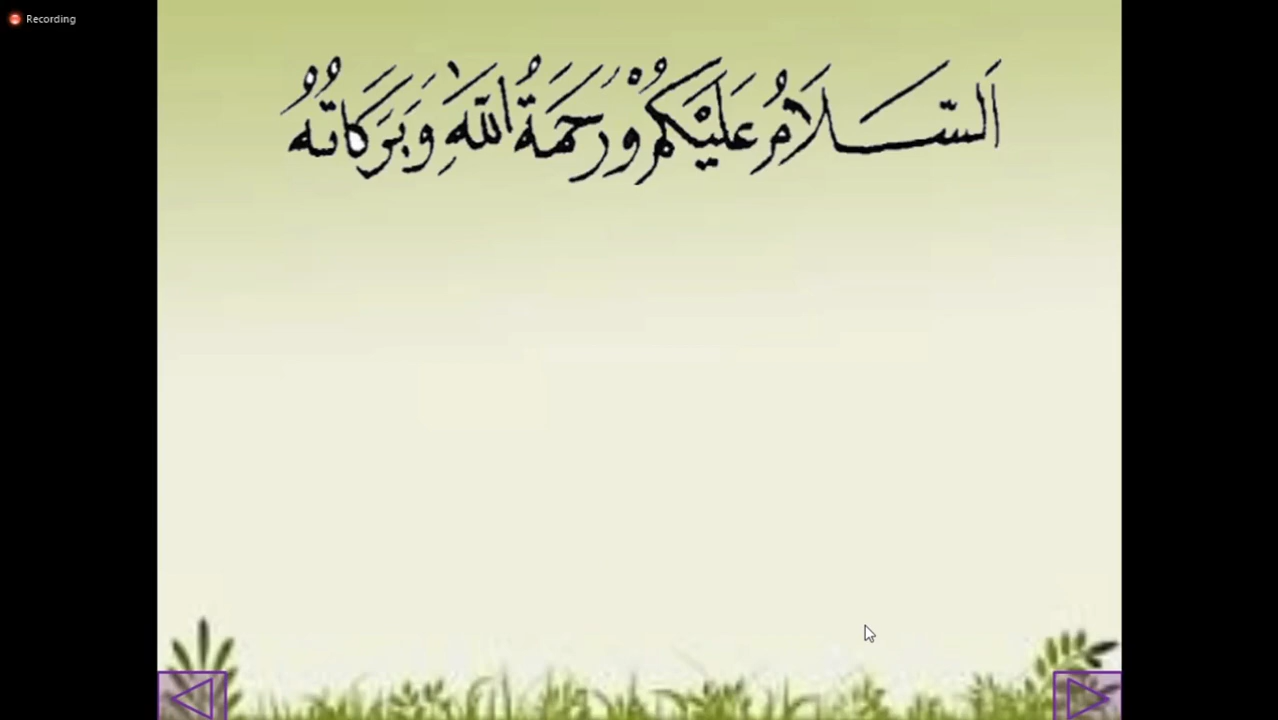 Recording
اَلسَّلَامُ عَلَيْكُمْ وَرَحْمَةُ اللّٰهِ وَبَرَكَاتُهُ